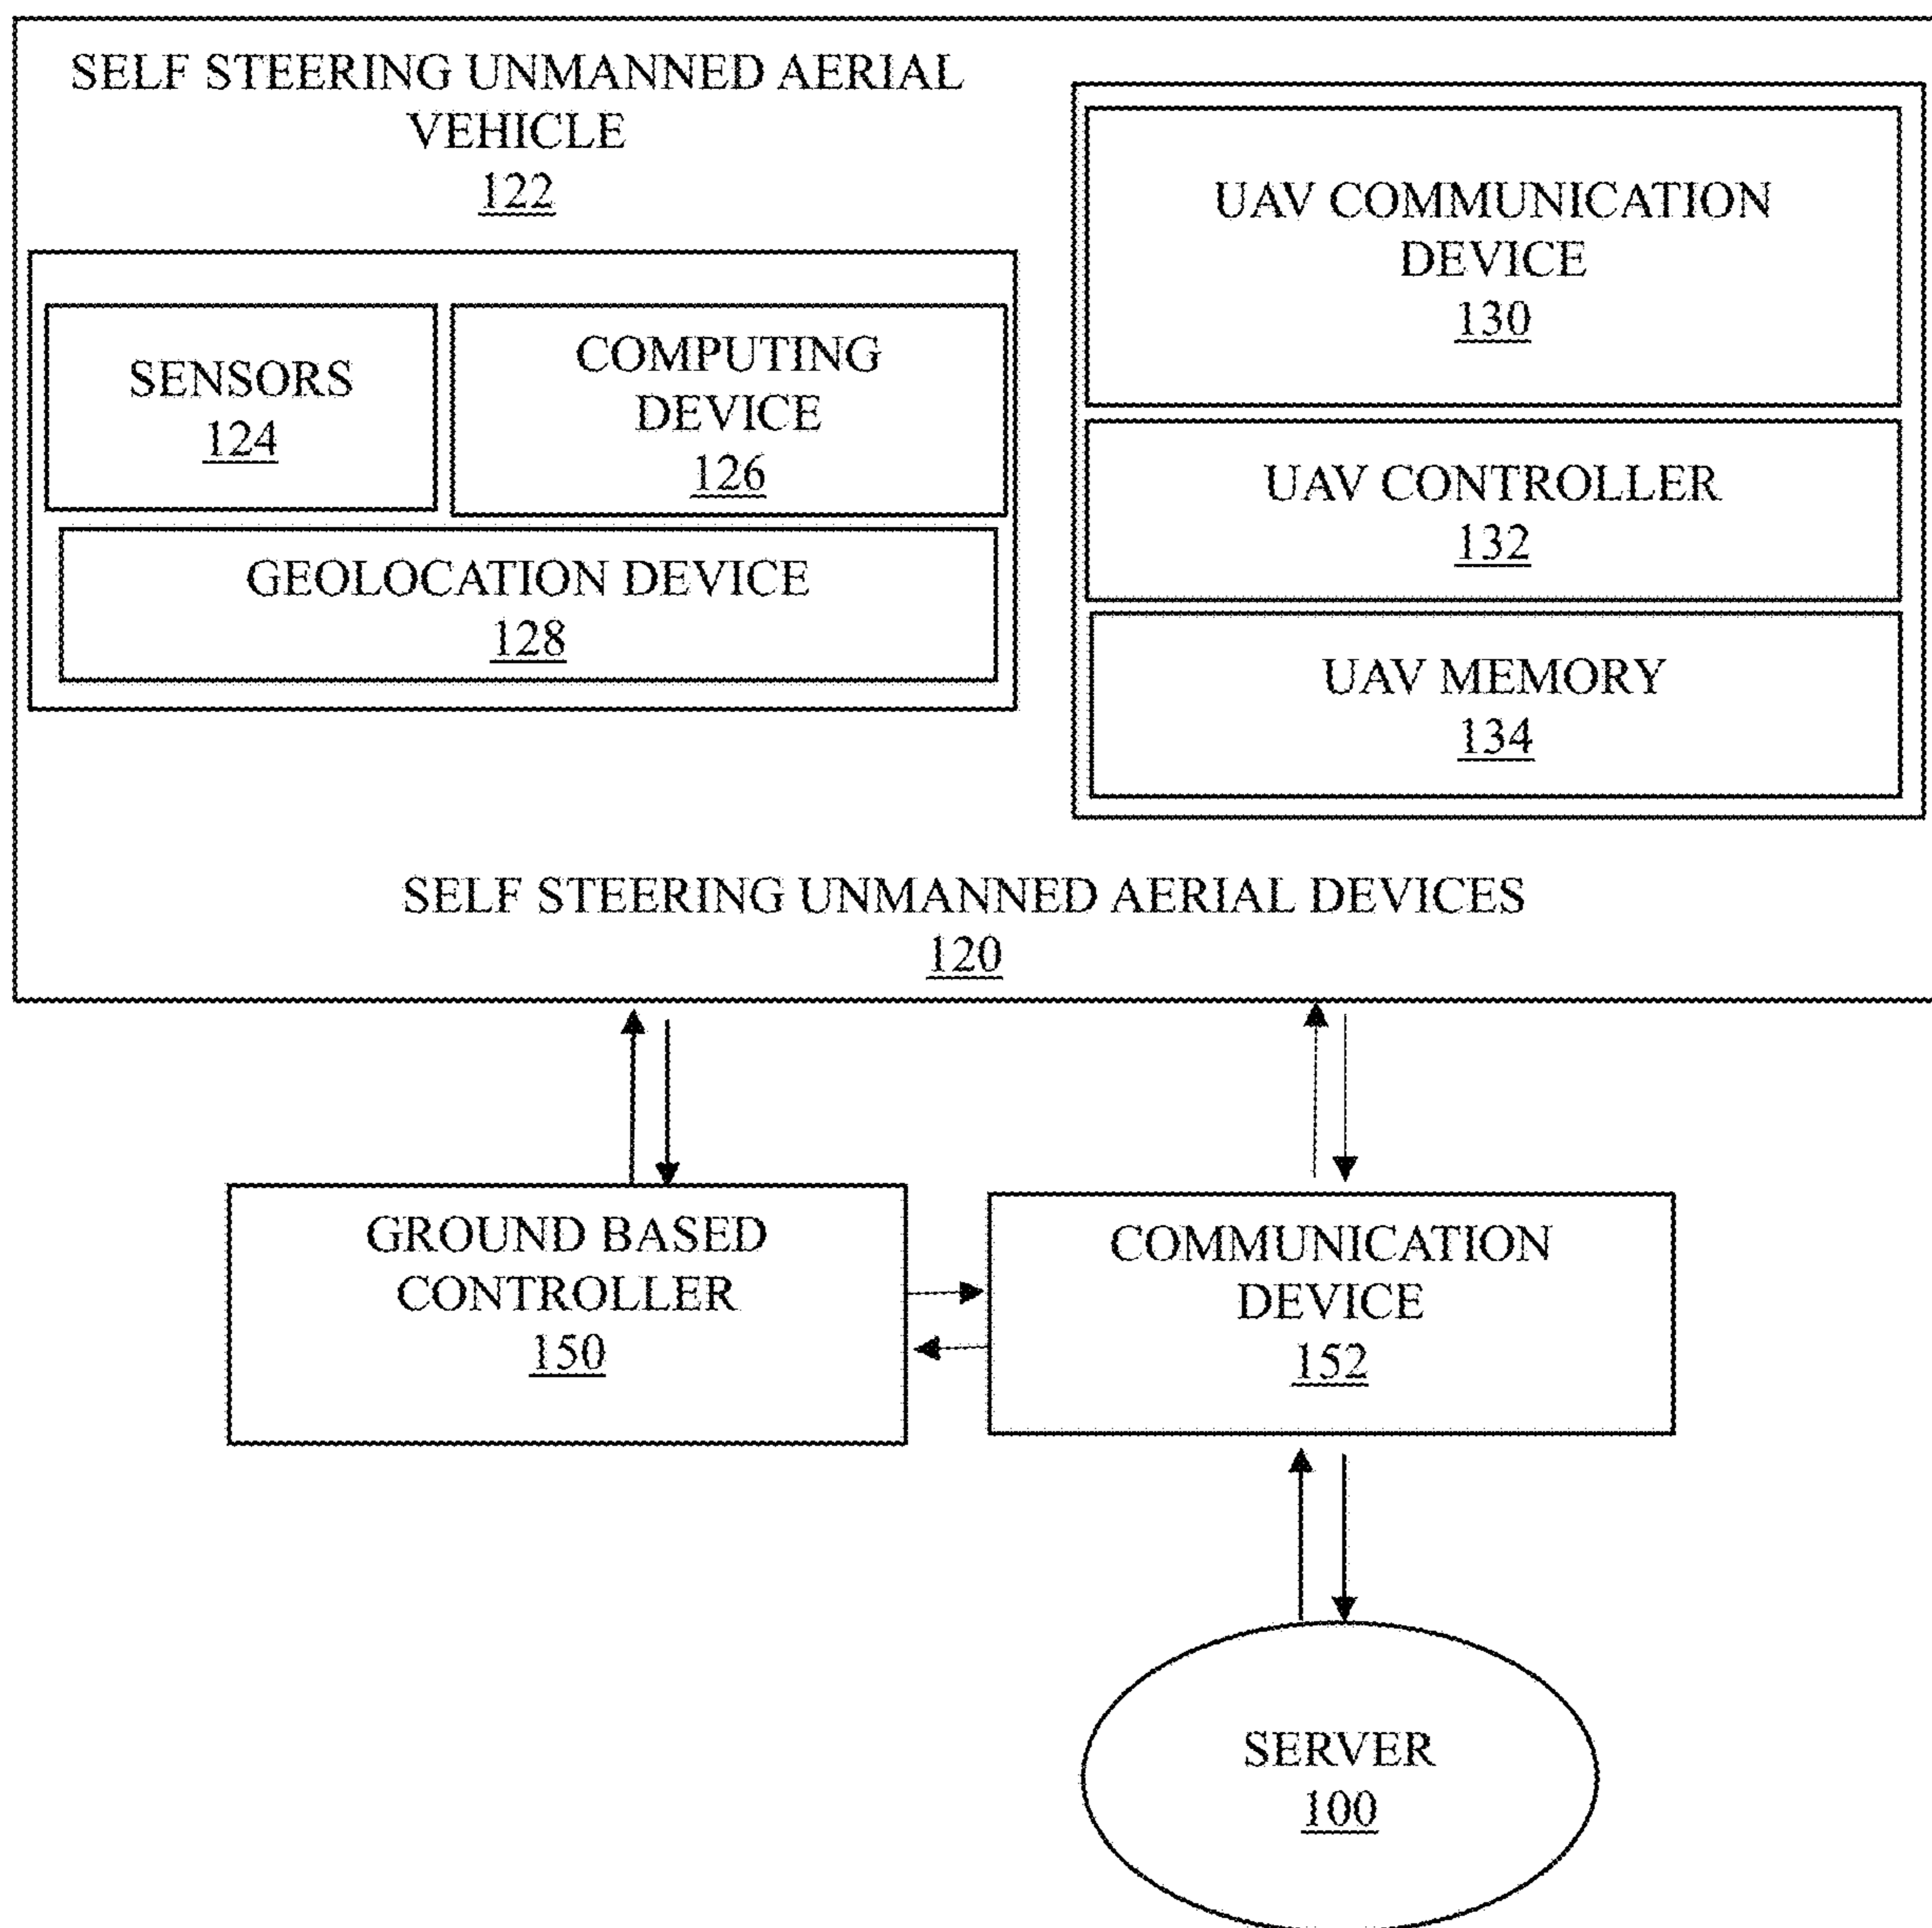 SELF STEERING UNMANNED AERIAL
VEHICLE
122
SENSORS
124
COMPUTING
DEVICE
126
GEOLOCATION DEVICE
128
UAV COMMUNICATION
DEVICE
130
UAV CONTROLLER
132
UAV MEMORY
134
SELF STEERING UNMANNED AERIAL DEVICES
120
GROUND BASED
CONTROLLER
150
COMMUNICATION
DEVICE
152
SERVER
100